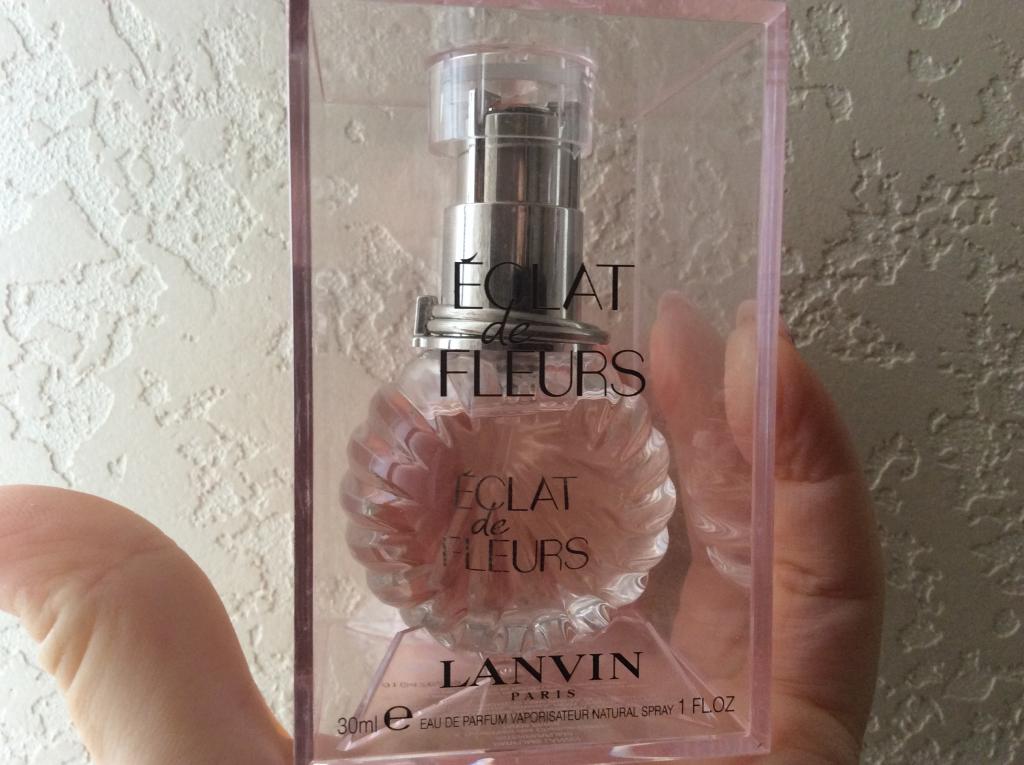 ÉCLAT
de
FLEURS
ÉCLAT
de
FLEURS
LANVIN
PARIS
30ml e EAU DE PARFUM VAPORISATEUR NATURAL SPRAY 1 FL.OZ